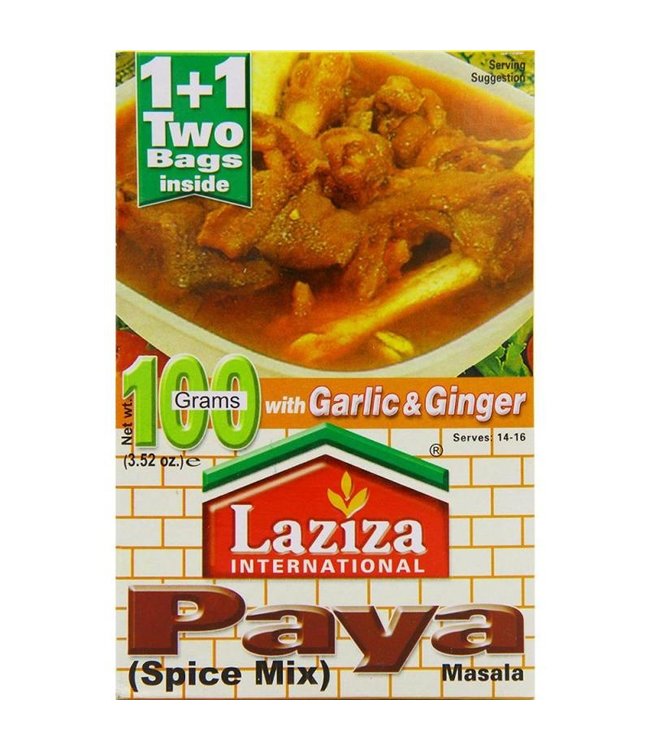 1+1
Two
Bags
inside
Serving
Suggestion
Net wt. 100
Grams
(3.52 oz.) ℮
with Garlic & Ginger
Serves: 14-16
®
Laziza
INTERNATIONAL
Paya
(Spice Mix)
Masala